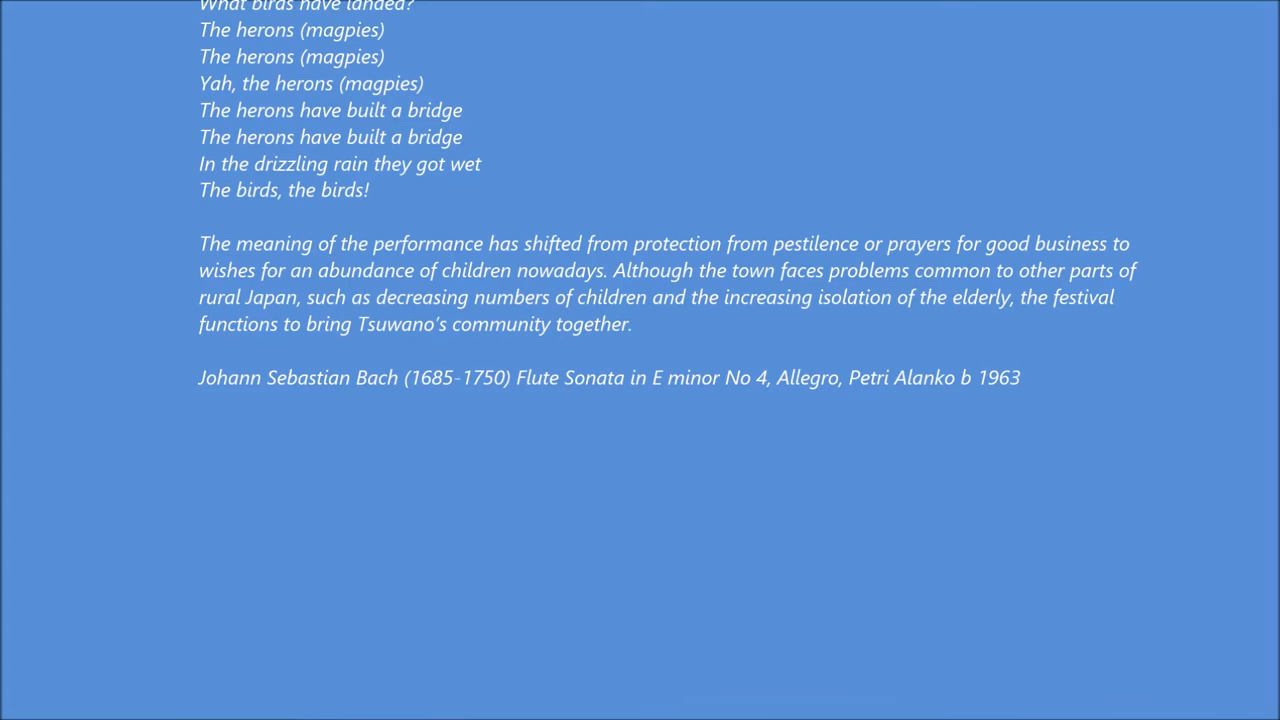 What birds have landed?
The herons (magpies)
The herons (magpies)
Yah, the herons (magpies)
The herons have built a bridge
The herons have built a bridge
In the drizzling rain they got wet
The birds, the birds!
The meaning of the performance has shifted from protection from pestilence or prayers for good business to
wishes for an abundance of children nowadays. Although the town faces problems common to other parts of
rural Japan, such as decreasing numbers of children and the increasing isolation of the elderly, the festival
functions to bring Tsuwano’s community together.
Johann Sebastian Bach (1685-1750) Flute Sonata in E minor No 4, Allegro, Petri Alanko b 1963